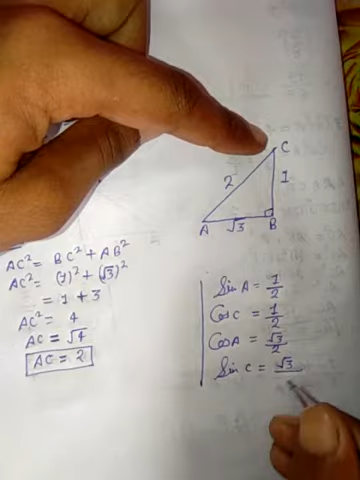 C
2
1
A
√3
B
AC² = BC² + AB²
AC² = (1)² + (√3)²
= 1 + 3
AC² = 4
AC = √4
AC = 2
Sin A = 1/2
Cos C = 1/2
Cos A = √3/2
Sin C = √3/